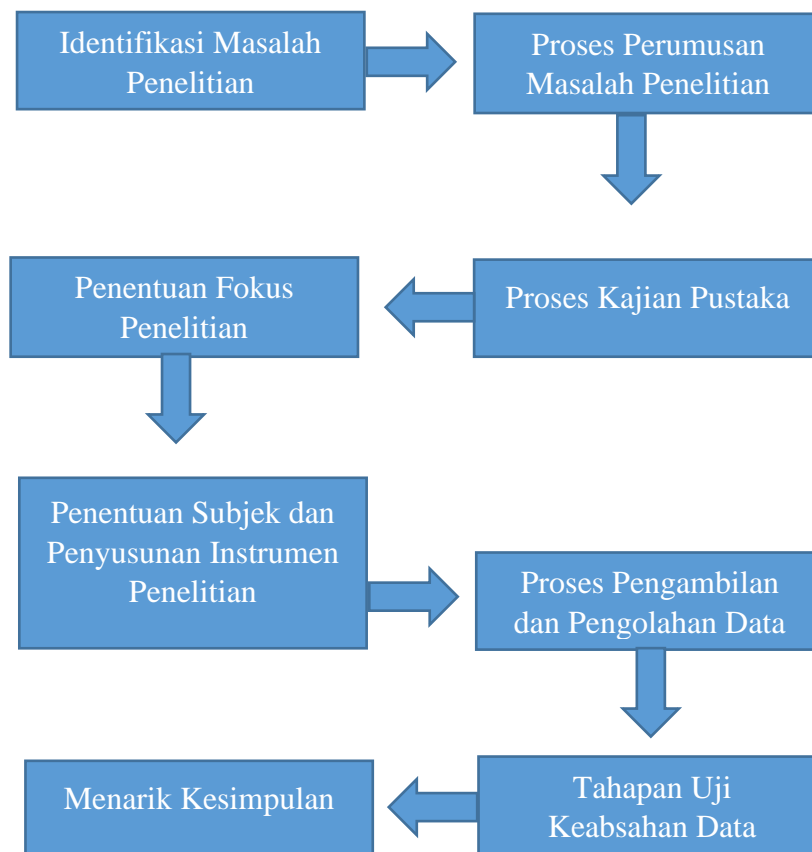 Identifikasi Masalah
Penelitian
Proses Perumusan
Masalah Penelitian
Proses Kajian Pustaka
Penentuan Fokus
Penelitian
Penentuan Subjek dan
Penyusunan Instrumen
Penelitian
Proses Pengambilan
dan Pengolahan Data
Tahapan Uji
Keabsahan Data
Menarik Kesimpulan